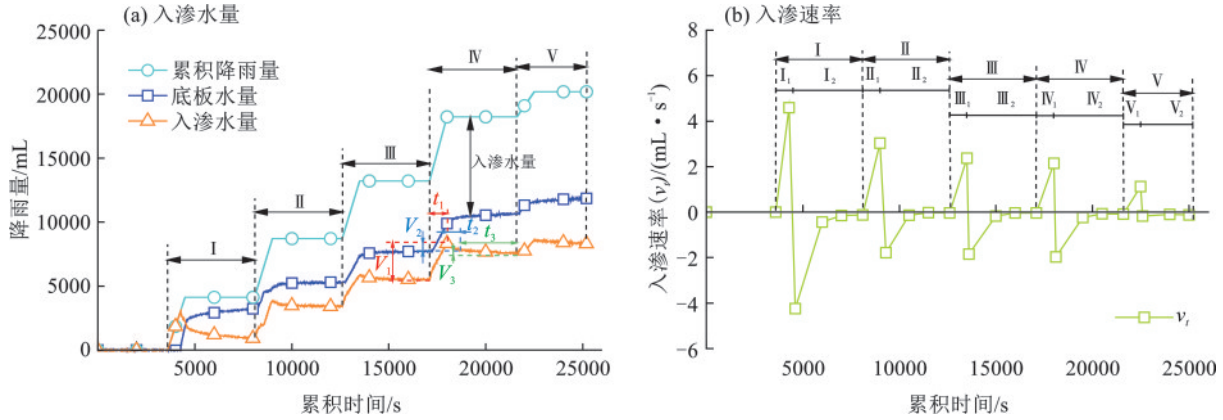 (a) 入渗水量
降雨量/mL
25000
20000
15000
10000
5000
0
累积降雨量
底板水量
入渗水量
Ⅰ
Ⅱ
Ⅲ
Ⅳ
Ⅴ
入渗水量
t₁
V₂
t₂
t₃
V₁
V₃
5000 10000 15000 20000 25000
累积时间/s
(b) 入渗速率
入渗速率 (vᵣ)/(mL·s⁻¹)
8
6
4
2
0
−2
−4
−6
Ⅰ
Ⅰ₁ Ⅰ₂
Ⅱ
Ⅱ₁ Ⅱ₂
Ⅲ
Ⅲ₁ Ⅲ₂
Ⅳ
Ⅳ₁ Ⅳ₂
Ⅴ
Ⅴ₁ Ⅴ₂
vᵣ
5000 10000 15000 20000 25000
累积时间/s